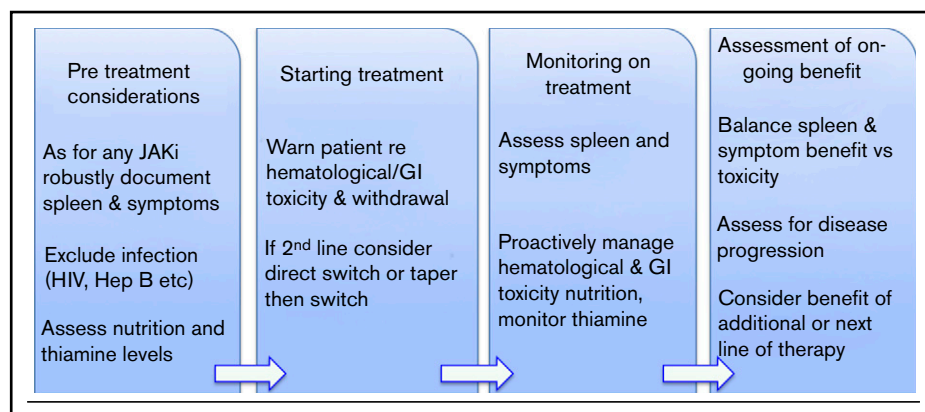 Pre treatment
considerations
As for any JAKi
robustly document
spleen & symptoms
Exclude infection
(HIV, Hep B etc)
Assess nutrition and
thiamine levels
Starting treatment
Warn patient re
hematological/GI
toxicity & withdrawal
If 2nd line consider
direct switch or taper
then switch
Monitoring on
treatment
Assess spleen and
symptoms
Proactively manage
hematological & GI
toxicity nutrition,
monitor thiamine
Assessment of on-
going benefit
Balance spleen &
symptom benefit vs
toxicity
Assess for disease
progression
Consider benefit of
additional or next
line of therapy